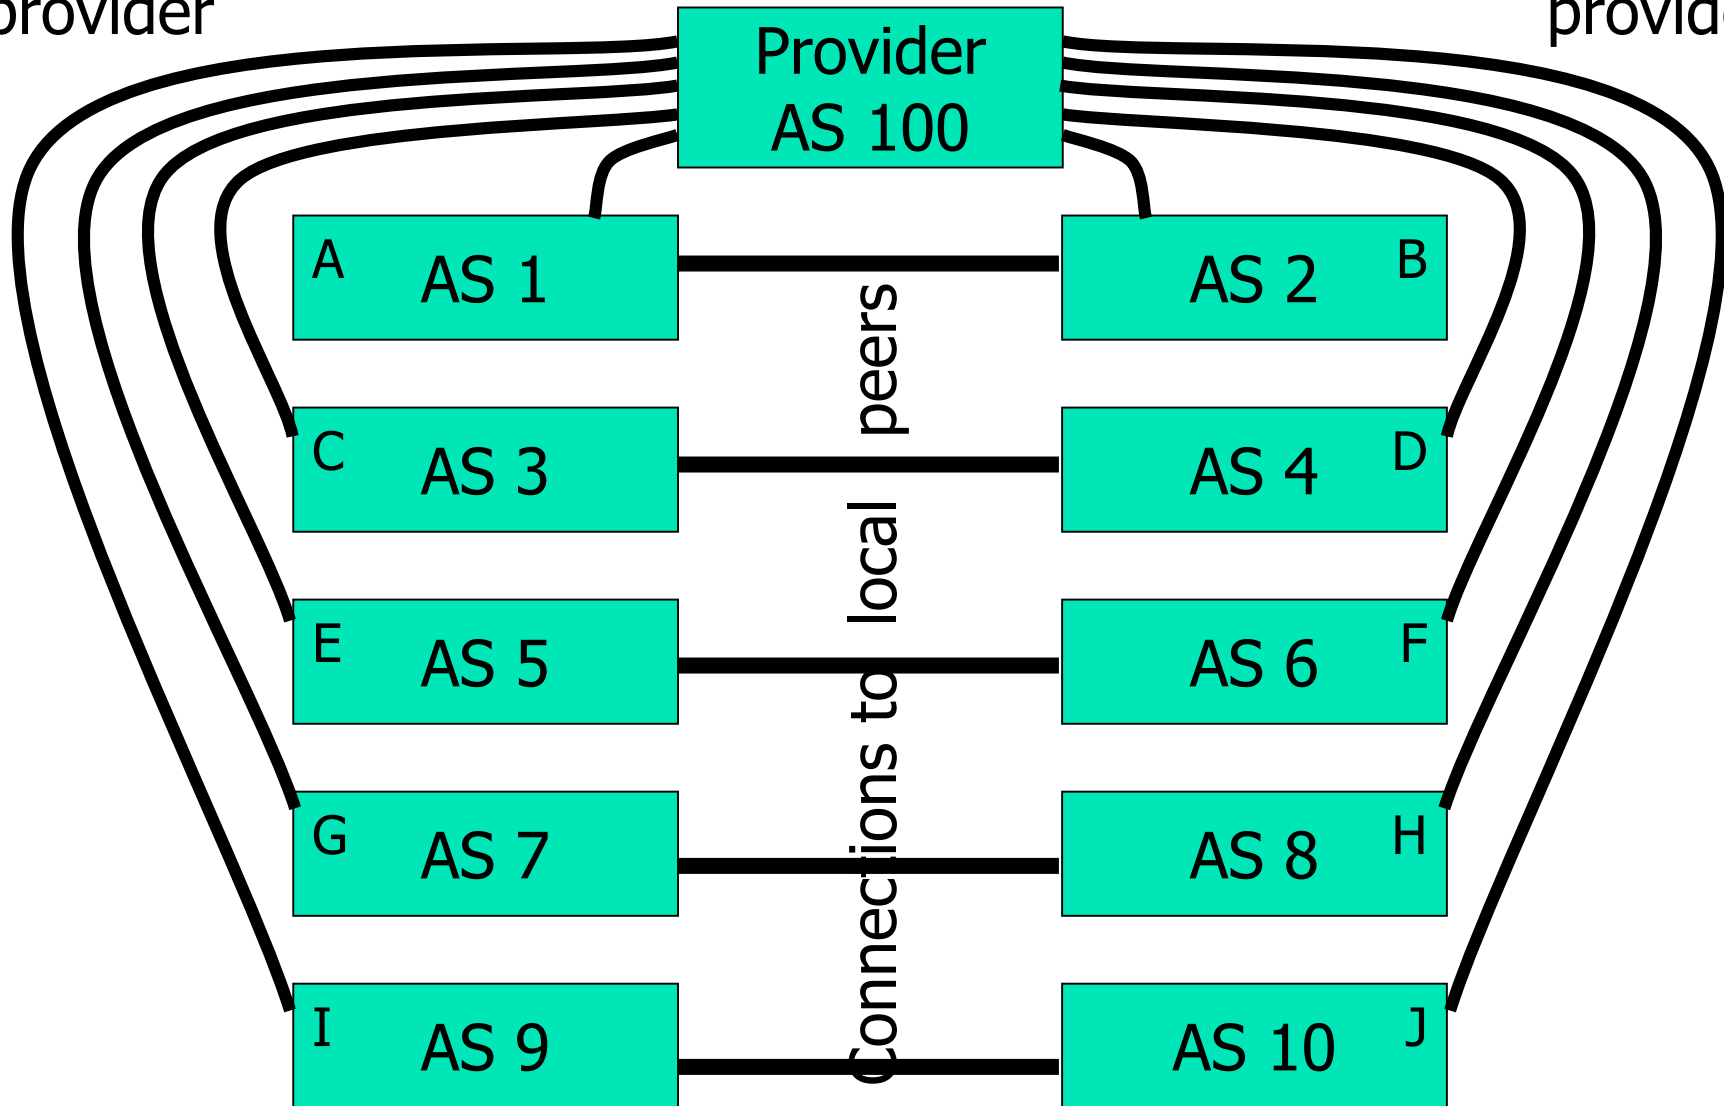 provider
Provider
AS 100
A
AS 1
AS 2
B
C
AS 3
AS 4
D
E
AS 5
AS 6
F
G
AS 7
AS 8
H
I
AS 9
AS 10
J
Connections to local peers